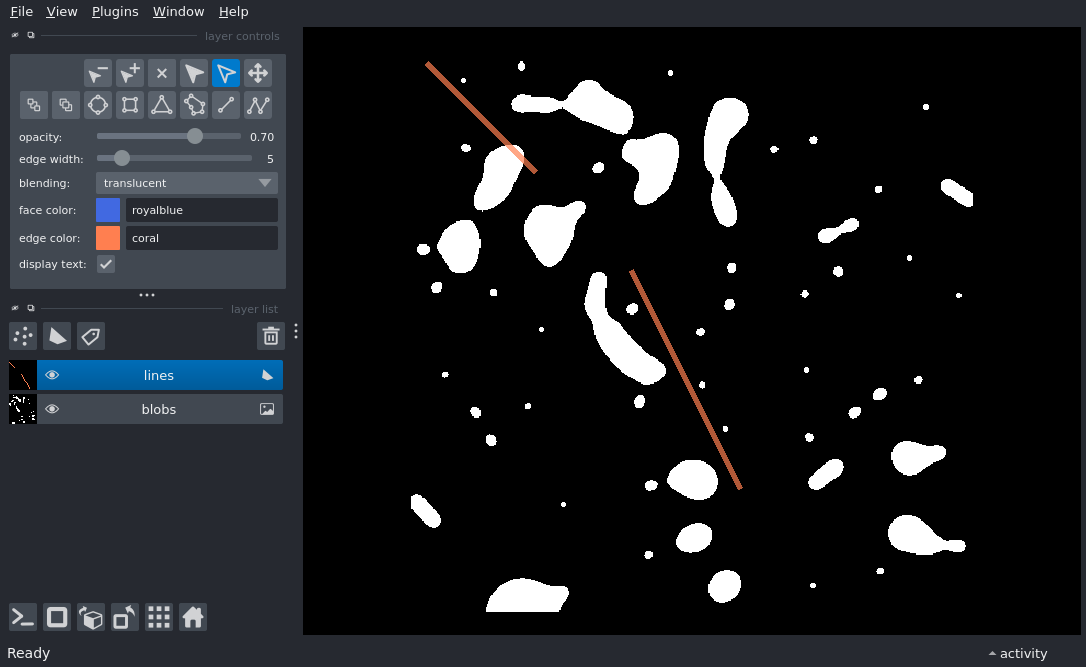 File View Plugins Window Help
layer controls
opacity: 0.70
edge width: 5
blending: translucent
face color: royalblue
edge color: coral
display text:
layer list
lines
blobs
Ready
activity